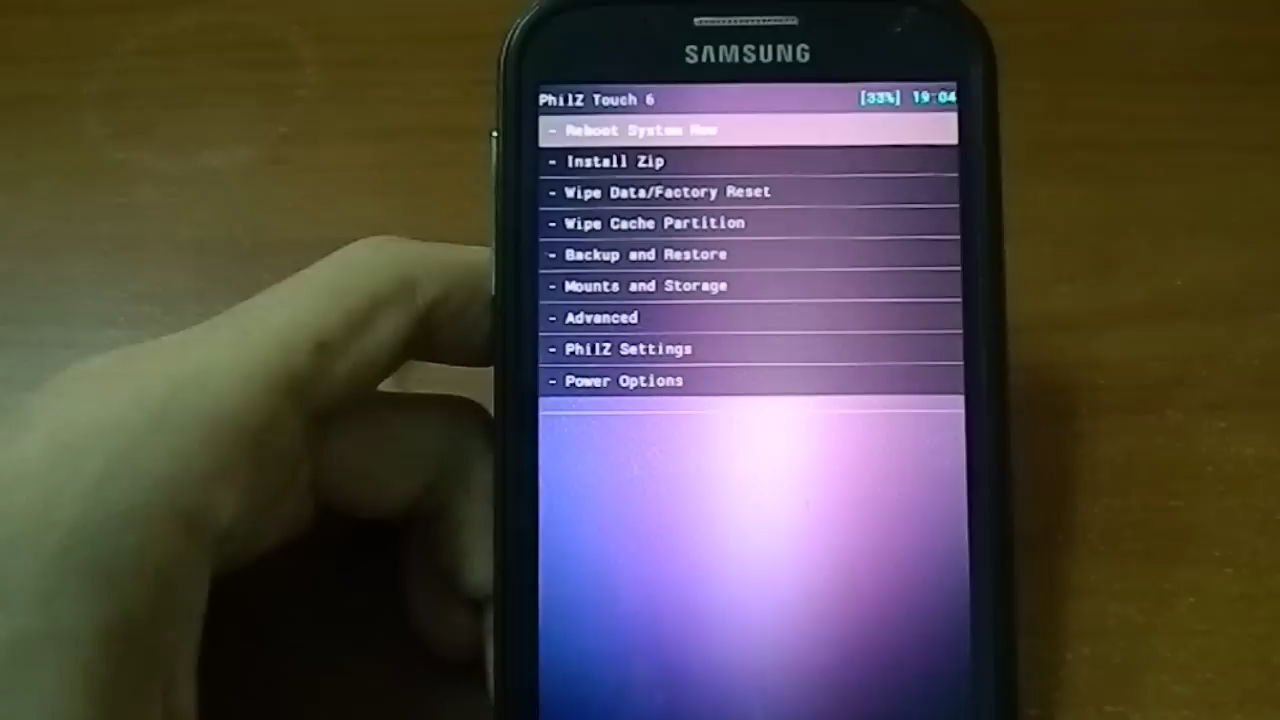 SAMSUNG
PhilZ Touch 6 [33%] 19:04
- Reboot System Now
- Install Zip
- Wipe Data/Factory Reset
- Wipe Cache Partition
- Backup and Restore
- Mounts and Storage
- Advanced
- PhilZ Settings
- Power Options